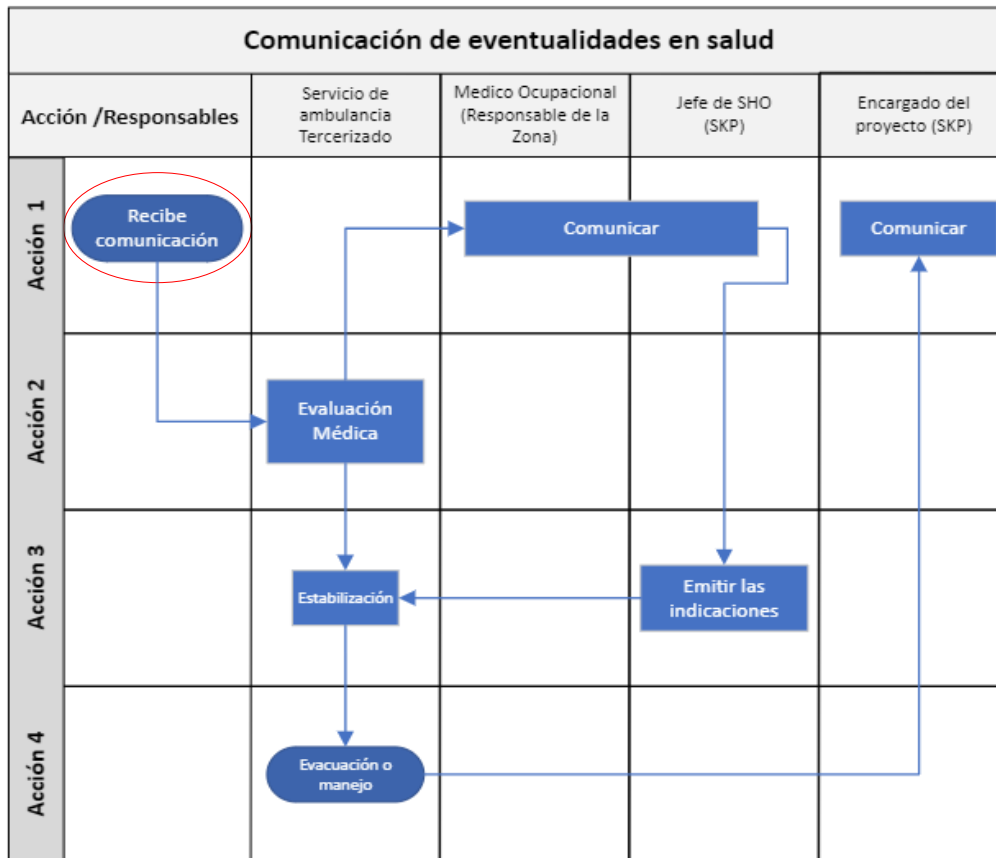 Comunicación de eventualidades en salud
Acción /Responsables
Servicio de
ambulancia
Tercerizado
Medico Ocupacional
(Responsable de la
Zona)
Jefe de SHO
(SKP)
Encargado del
proyecto (SKP)
Acción 1
Recibe
comunicación
Comunicar
Comunicar
Acción 2
Evaluación
Médica
Acción 3
Estabilización
Emitir las
indicaciones
Acción 4
Evacuación o
manejo